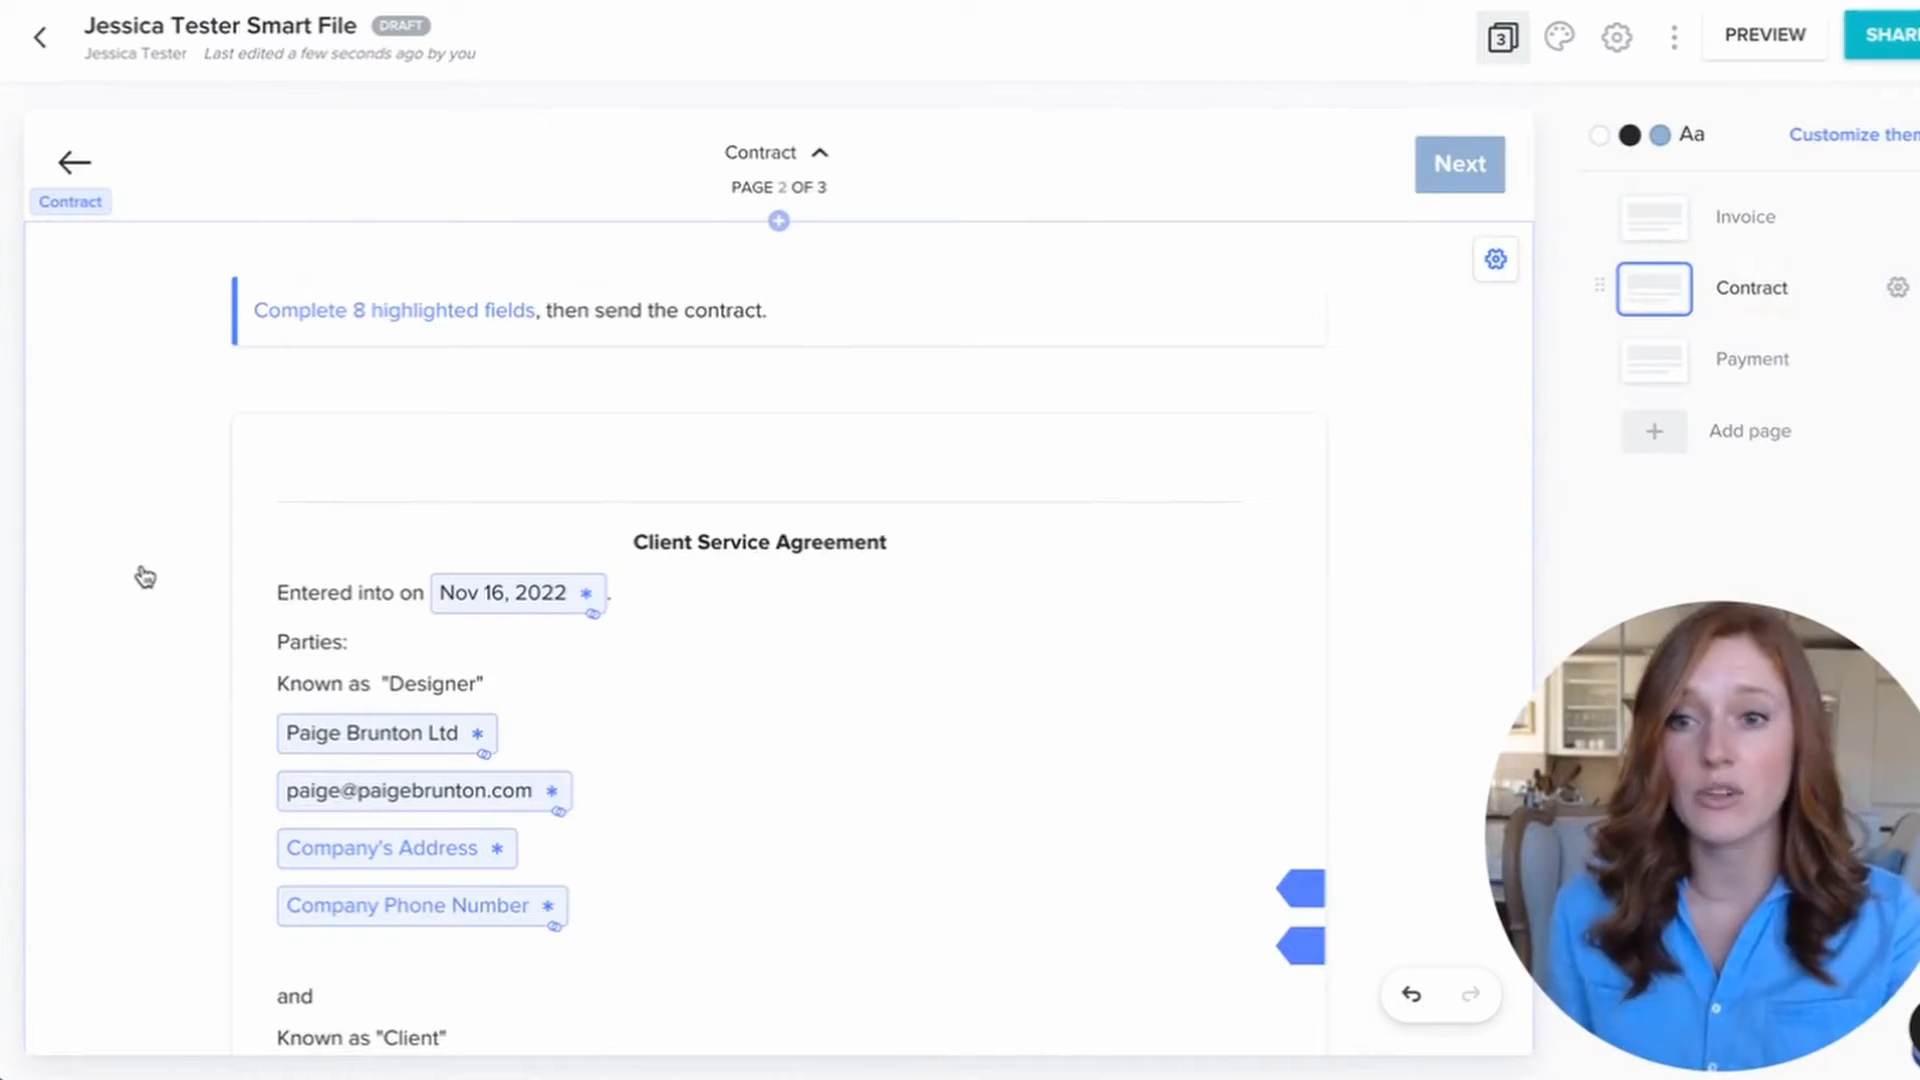 Jessica Tester Smart File DRAFT
Jessica Tester Last edited a few seconds ago by you
3
PREVIEW
SHAR
Contract
PAGE 2 OF 3
Next
Contract
Aa
Customize them
Invoice
Contract
Payment
Add page
Complete 8 highlighted fields, then send the contract.
Client Service Agreement
Entered into on Nov 16, 2022 * .
Parties:
Known as "Designer"
Paige Brunton Ltd *
paige@paigebrunton.com *
Company's Address *
Company Phone Number *
and
Known as "Client"